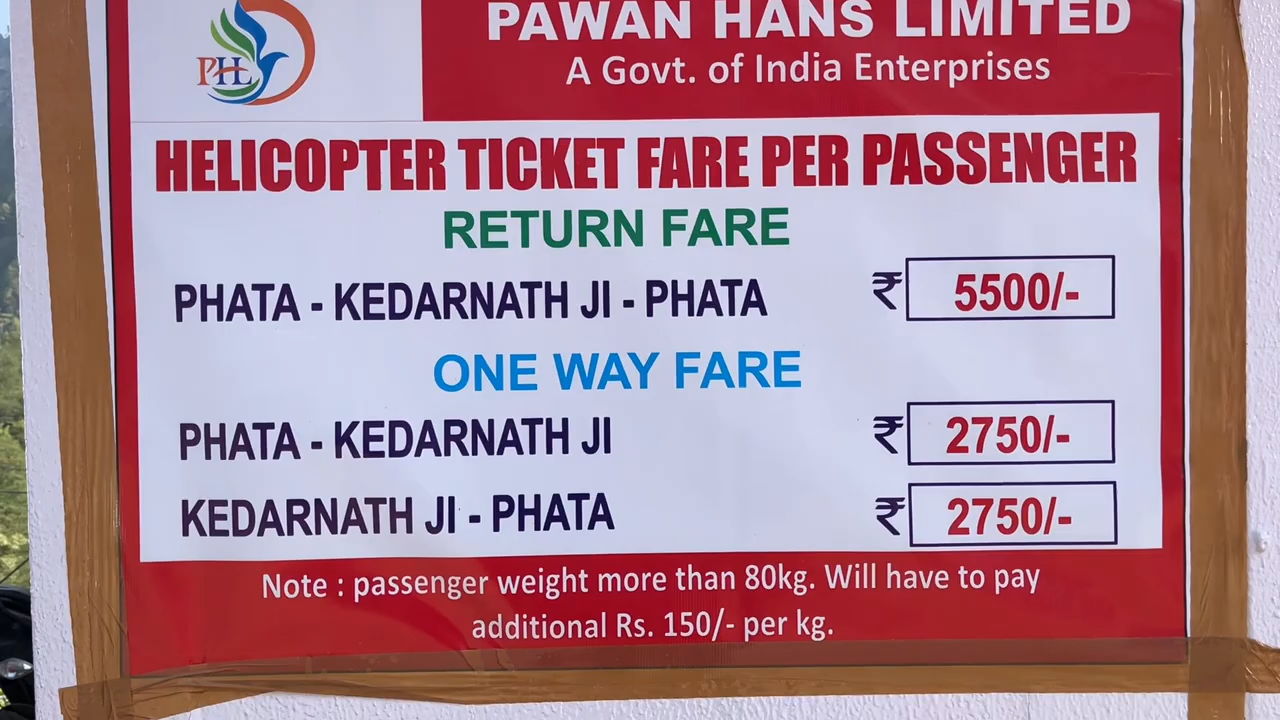 PAWAN HANS LIMITED
PHL
A Govt. of India Enterprises
HELICOPTER TICKET FARE PER PASSENGER
RETURN FARE
PHATA - KEDARNATH JI - PHATA ₹ 5500/-
ONE WAY FARE
PHATA - KEDARNATH JI ₹ 2750/-
KEDARNATH JI - PHATA ₹ 2750/-
Note : passenger weight more than 80kg. Will have to pay
additional Rs. 150/- per kg.